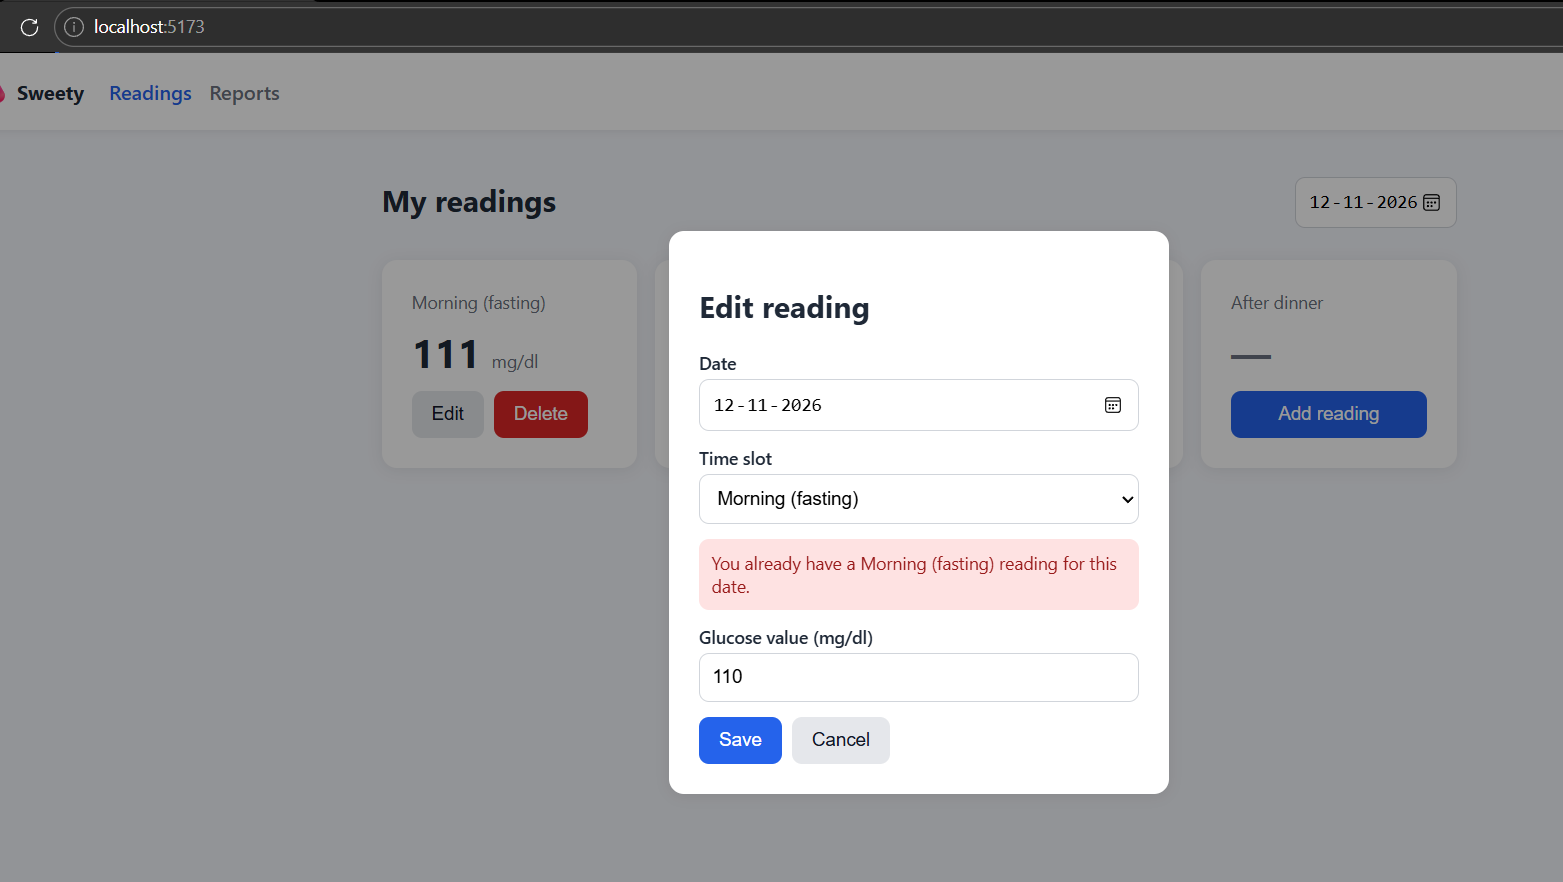 localhost:5173
Sweety Readings Reports
My readings
12-11-2026
Morning (fasting)
111 mg/dl
Edit Delete
After dinner
—
Add reading
Edit reading
Date
12-11-2026
Time slot
Morning (fasting)
You already have a Morning (fasting) reading for this
date.
Glucose value (mg/dl)
110
Save Cancel